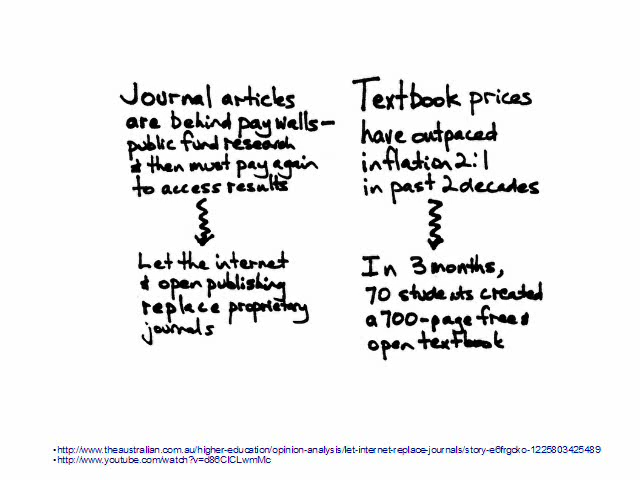 Journal articles
are behind pay walls—
public fund research
& then must pay again
to access results
Let the internet
& open publishing
replace proprietary
journals
Textbook prices
have outpaced
inflation 2:1
in past 2 decades
In 3 months,
70 students created
a 700-page free &
open textbook
•http://www.theaustralian.com.au/higher-education/opinion-analysis/let-internet-replace-journals/story-e6frgcko-1225803425489
•http://www.youtube.com/watch?v=d86ClCLwmMc